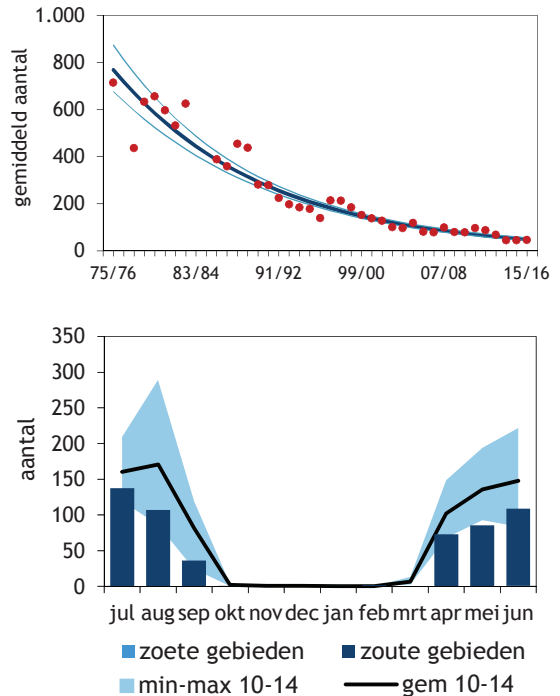 1.000
800
600
400
200
0
gemiddeld aantal
75/76 83/84 91/92 99/00 07/08 15/16
350
300
250
200
150
100
50
0
aantal
jul aug sep okt nov dec jan feb mrt apr mei jun
zoete gebieden zoute gebieden
min-max 10-14 gem 10-14